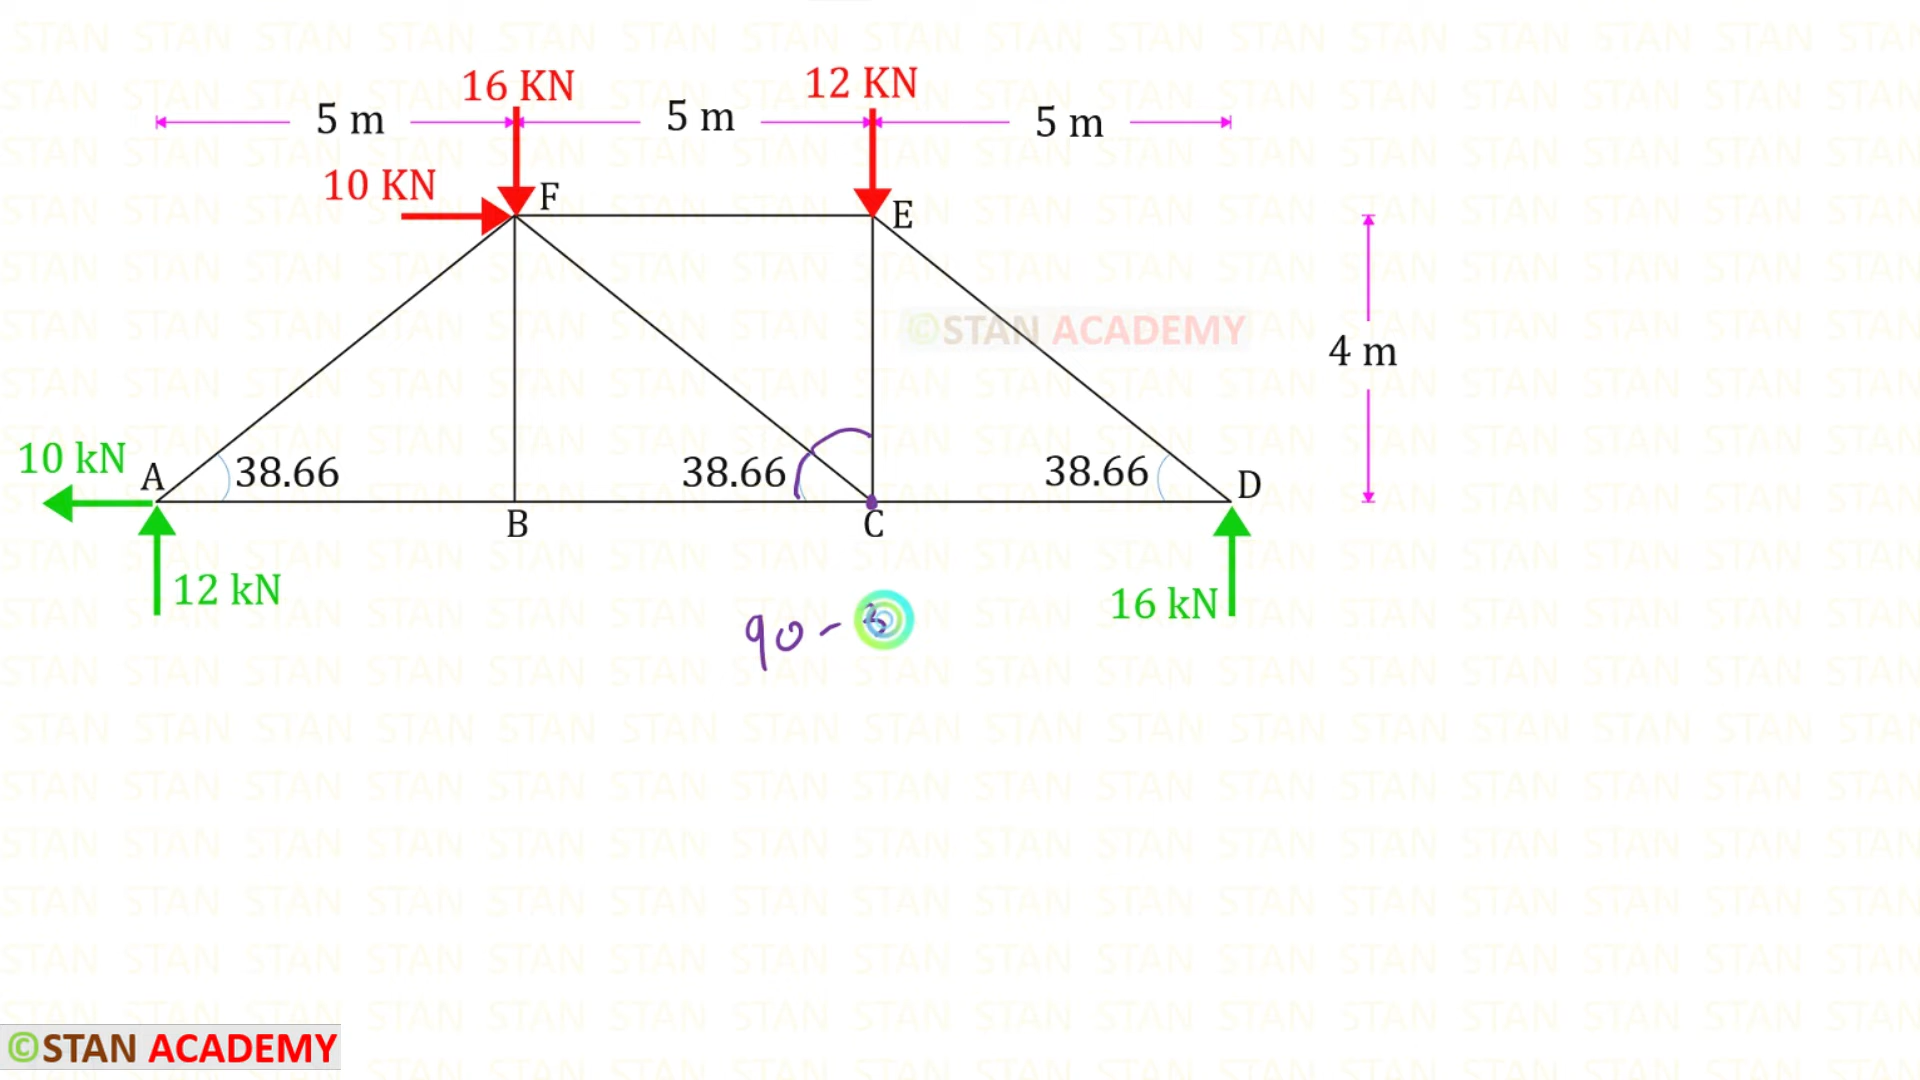 16 KN
12 KN
5 m
5 m
5 m
10 KN
F
E
©STAN ACADEMY
4 m
10 kN
A
38.66
38.66
38.66
D
B
C
12 kN
16 kN
90 - 3
©STAN ACADEMY